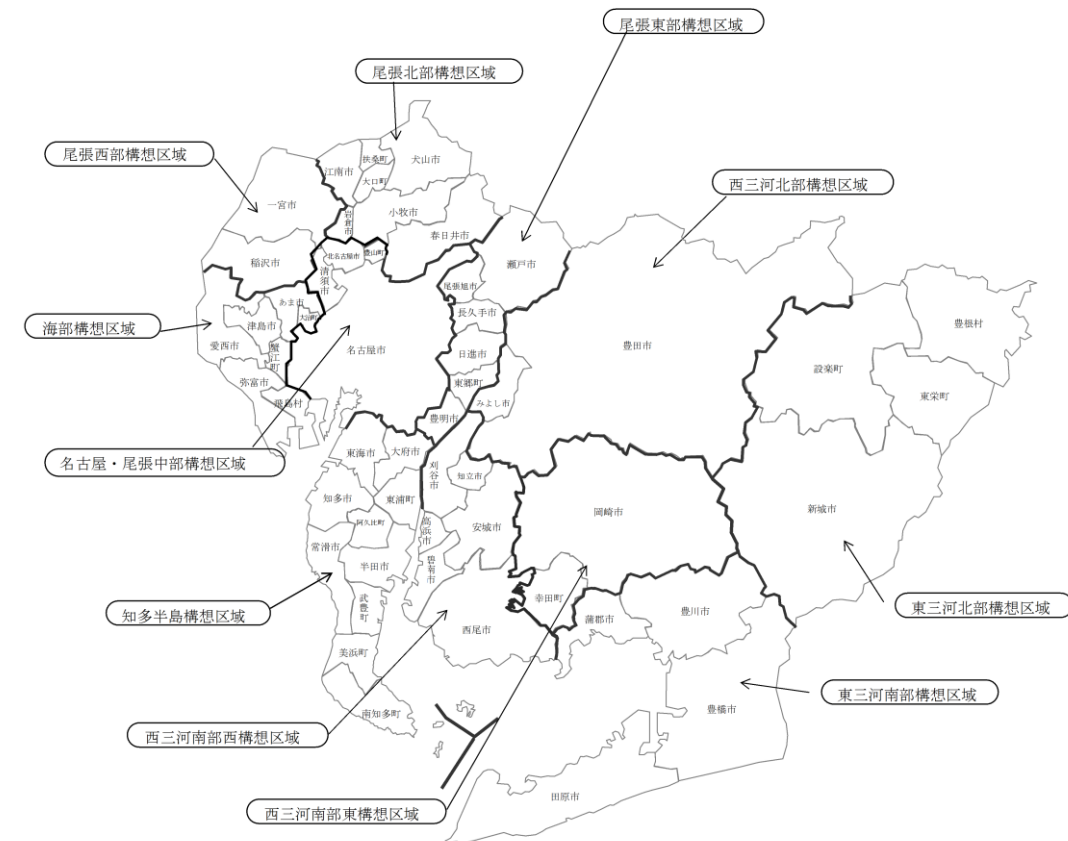 尾張東部構想区域
尾張北部構想区域
尾張西部構想区域
西三河北部構想区域
海部構想区域
名古屋・尾張中部構想区域
知多半島構想区域
西三河南部西構想区域
西三河南部東構想区域
東三河北部構想区域
東三河南部構想区域
江南市
扶桑町
大口町
犬山市
一宮市
岩倉市
小牧市
春日井市
稲沢市
北名古屋市
豊山町
清須市
瀬戸市
尾張旭市
あま市
大治町
長久手市
津島市
愛西市
蟹江町
名古屋市
日進市
弥富市
東郷町
飛島村
みよし市
豊明市
豊田市
設楽町
豊根村
東栄町
東海市
大府市
刈谷市
知立市
知多市
東浦町
阿久比町
高浜市
安城市
岡崎市
新城市
常滑市
半田市
碧南市
武豊町
幸田町
蒲郡市
豊川市
西尾市
美浜町
南知多町
豊橋市
田原市